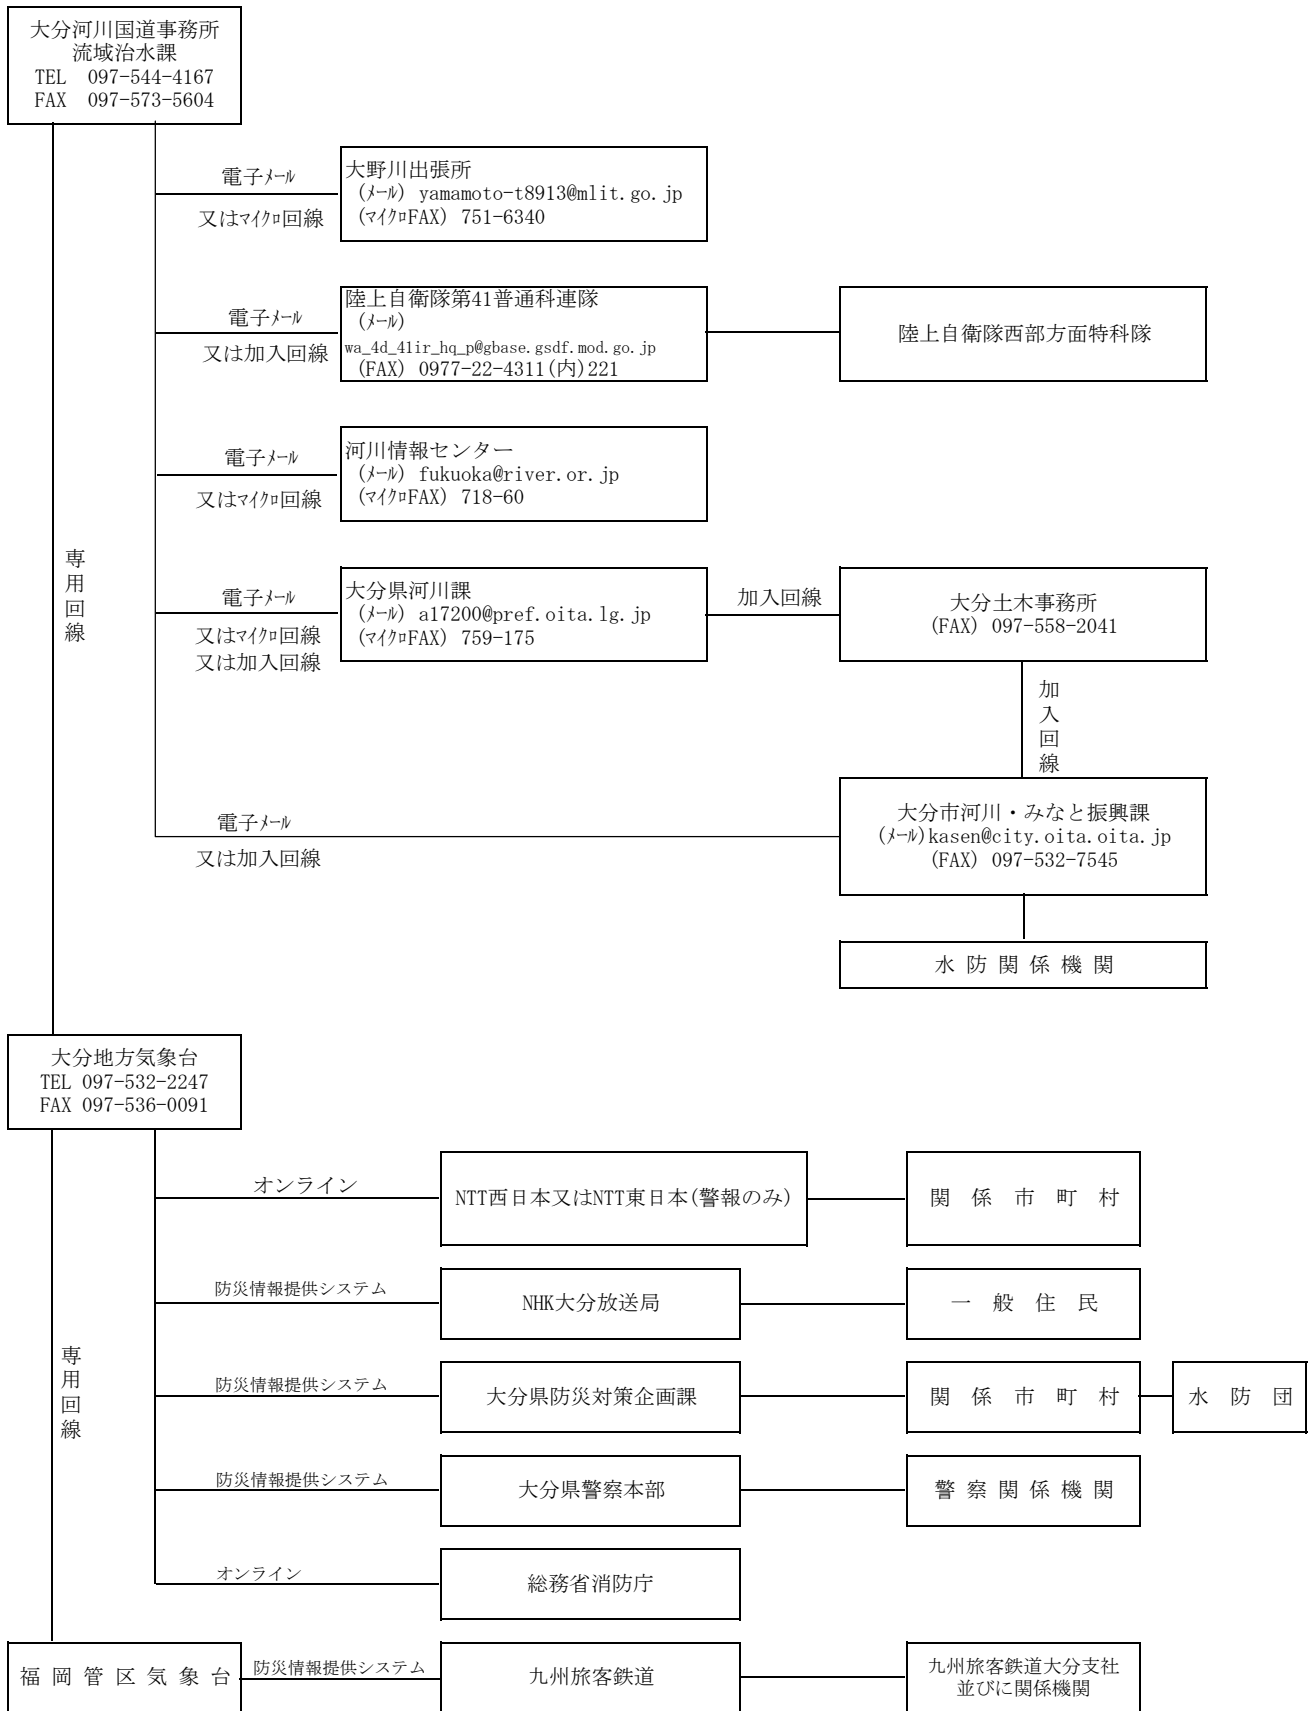 大分河川国道事務所
流域治水課
TEL 097-544-4167
FAX 097-573-5604
電子ﾒｰﾙ
又はﾏｲｸﾛ回線
大野川出張所
(ﾒｰﾙ) yamamoto-t8913@mlit.go.jp
(ﾏｲｸﾛFAX) 751-6340
電子ﾒｰﾙ
又は加入回線
陸上自衛隊第41普通科連隊
(ﾒｰﾙ)
wa_4d_41ir_hq_p@gbase.gsdf.mod.go.jp
(FAX) 0977-22-4311(内)221
陸上自衛隊西部方面特科隊
電子ﾒｰﾙ
又はﾏｲｸﾛ回線
河川情報センター
(ﾒｰﾙ) fukuoka@river.or.jp
(ﾏｲｸﾛFAX) 718-60
専用回線
電子ﾒｰﾙ
又はﾏｲｸﾛ回線
又は加入回線
大分県河川課
(ﾒｰﾙ) a17200@pref.oita.lg.jp
(ﾏｲｸﾛFAX) 759-175
加入回線
大分土木事務所
(FAX) 097-558-2041
加入回線
電子ﾒｰﾙ
又は加入回線
大分市河川・みなと振興課
(ﾒｰﾙ)kasen@city.oita.oita.jp
(FAX) 097-532-7545
水防関係機関
大分地方気象台
TEL 097-532-2247
FAX 097-536-0091
オンライン
NTT西日本又はNTT東日本(警報のみ)
関係市町村
防災情報提供システム
NHK大分放送局
一般住民
専用回線
防災情報提供システム
大分県防災対策企画課
関係市町村
水防団
防災情報提供システム
大分県警察本部
警察関係機関
オンライン
総務省消防庁
福岡管区気象台
防災情報提供システム
九州旅客鉄道
九州旅客鉄道大分支社
並びに関係機関